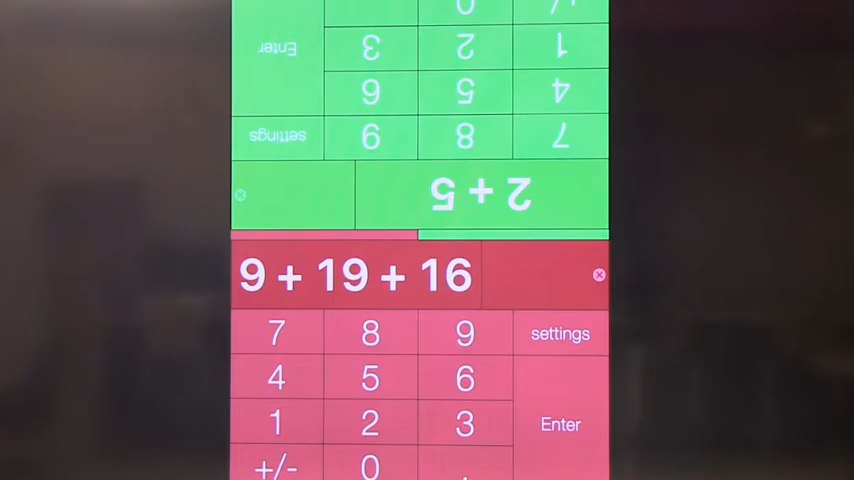 2 + 5
7 8 9 settings
4 5 6
1 2 3 Enter
+/- 0
9 + 19 + 16
7 8 9 settings
4 5 6
1 2 3 Enter
+/- 0 .